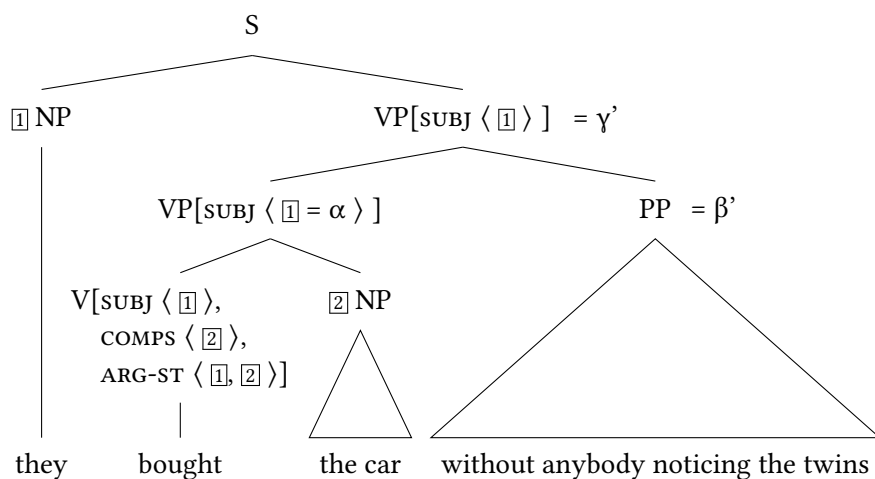 S
1 NP VP[SUBJ ⟨ 1 ⟩ ] = γ’
VP[SUBJ ⟨ 1 = α ⟩ ] PP = β’
V[SUBJ ⟨ 1 ⟩, 2 NP
COMPS ⟨ 2 ⟩,
ARG-ST ⟨ 1, 2 ⟩]
they bought the car without anybody noticing the twins